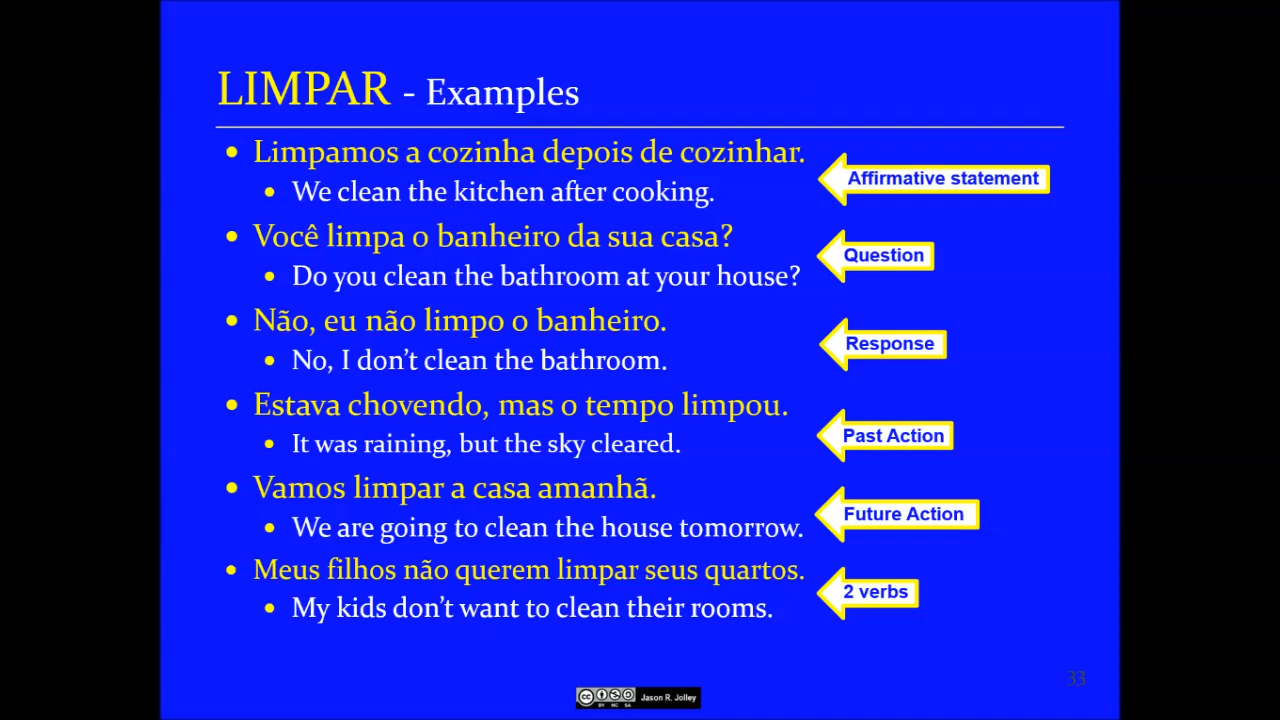 LIMPAR - Examples
• Limpamos a cozinha depois de cozinhar.
• We clean the kitchen after cooking.
Affirmative statement
• Você limpa o banheiro da sua casa?
• Do you clean the bathroom at your house?
Question
• Não, eu não limpo o banheiro.
• No, I don’t clean the bathroom.
Response
• Estava chovendo, mas o tempo limpou.
• It was raining, but the sky cleared.
Past Action
• Vamos limpar a casa amanhã.
• We are going to clean the house tomorrow.
Future Action
• Meus filhos não querem limpar seus quartos.
• My kids don’t want to clean their rooms.
2 verbs
33
cc BY NC SA Jason R. Jolley